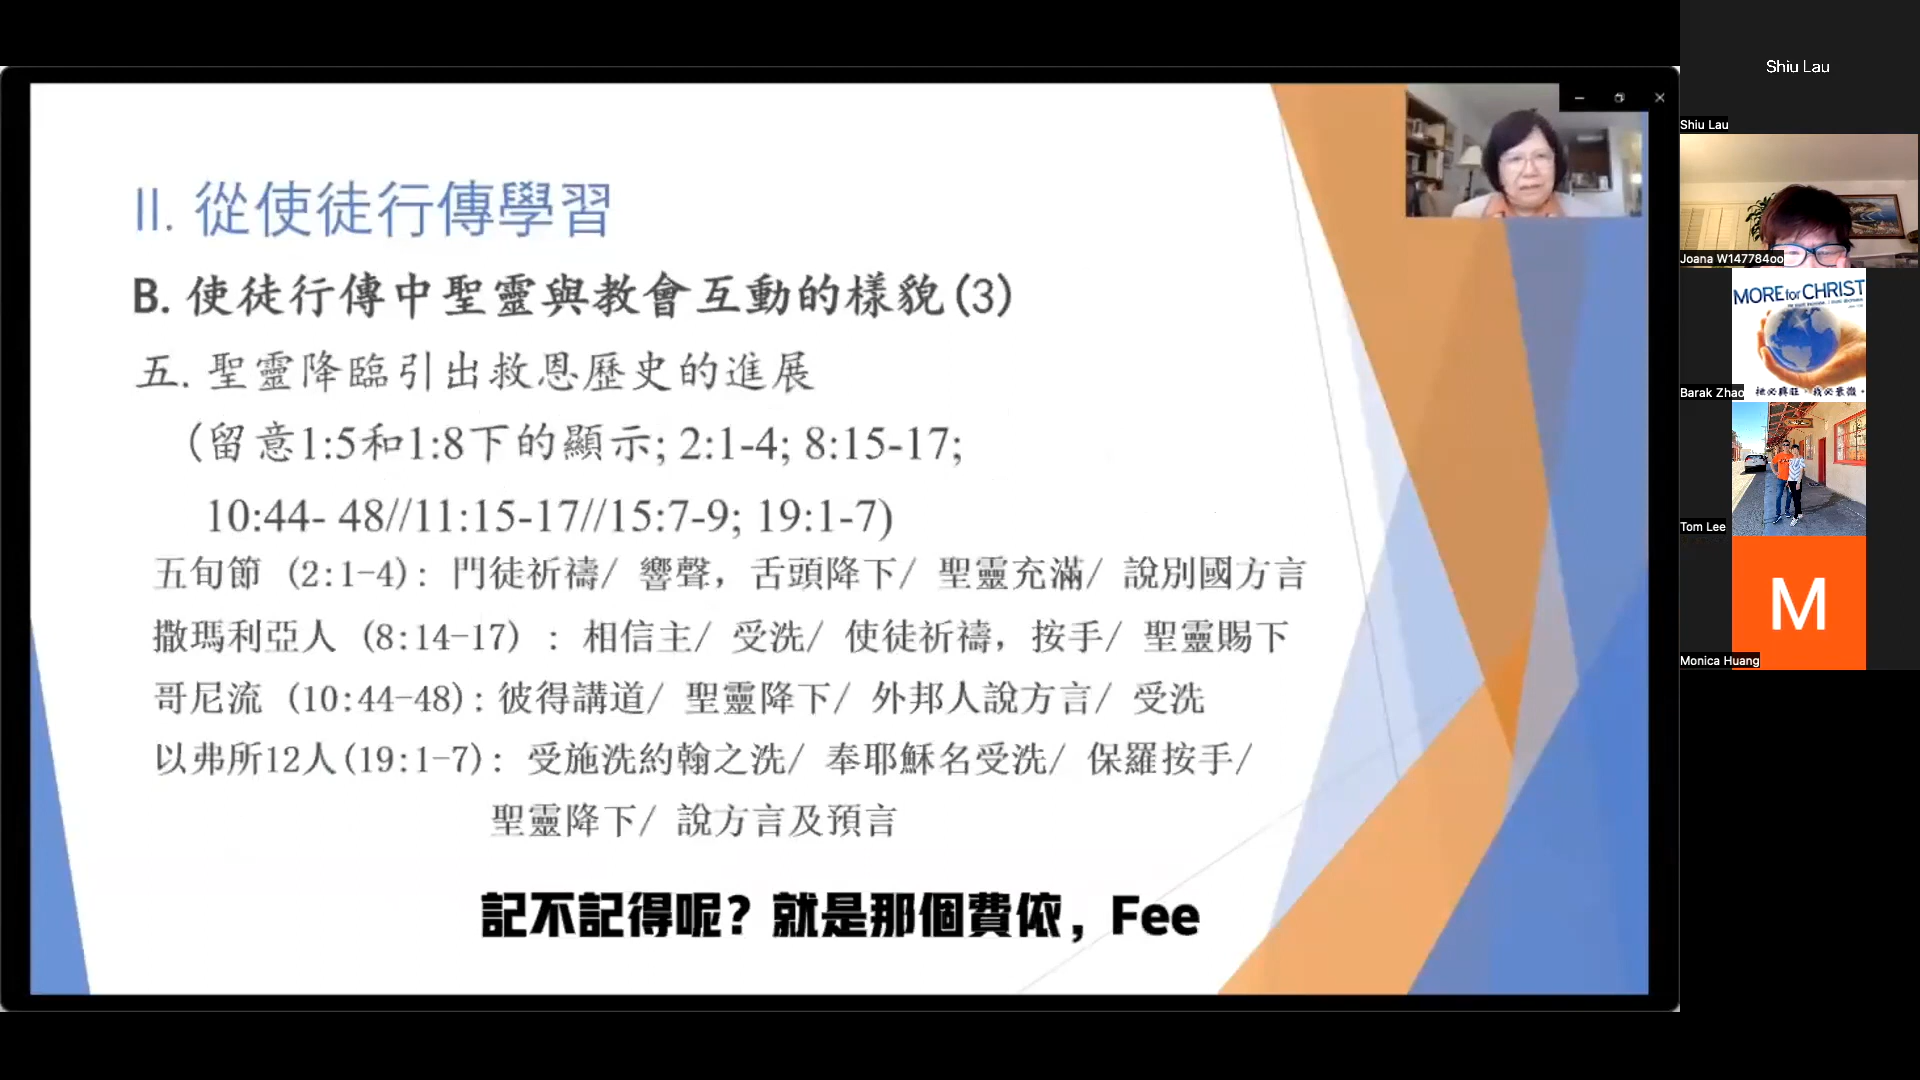 II. 從使徒行傳學習
B. 使徒行傳中聖靈與教會互動的樣貌(3)
五. 聖靈降臨引出救恩歷史的進展
(留意1:5和1:8下的顯示; 2:1-4; 8:15-17;
10:44- 48//11:15-17//15:7-9; 19:1-7)
五旬節 (2:1-4): 門徒祈禱/ 響聲, 舌頭降下/ 聖靈充滿/ 說別國方言
撒瑪利亞人 (8:14-17) : 相信主/ 受洗/ 使徒祈禱, 按手/ 聖靈賜下
哥尼流 (10:44-48): 彼得講道/ 聖靈降下/ 外邦人說方言/ 受洗
以弗所12人(19:1-7): 受施洗約翰之洗/ 奉耶穌名受洗/ 保羅按手/
聖靈降下/ 說方言及預言
記不記得呢? 就是那個費依, Fee
Shiu Lau
Shiu Lau
Joana W147784oo
MORE for CHRIST
祂必興旺，我必衰微。
Barak Zhao
Tom Lee
M
Monica Huang